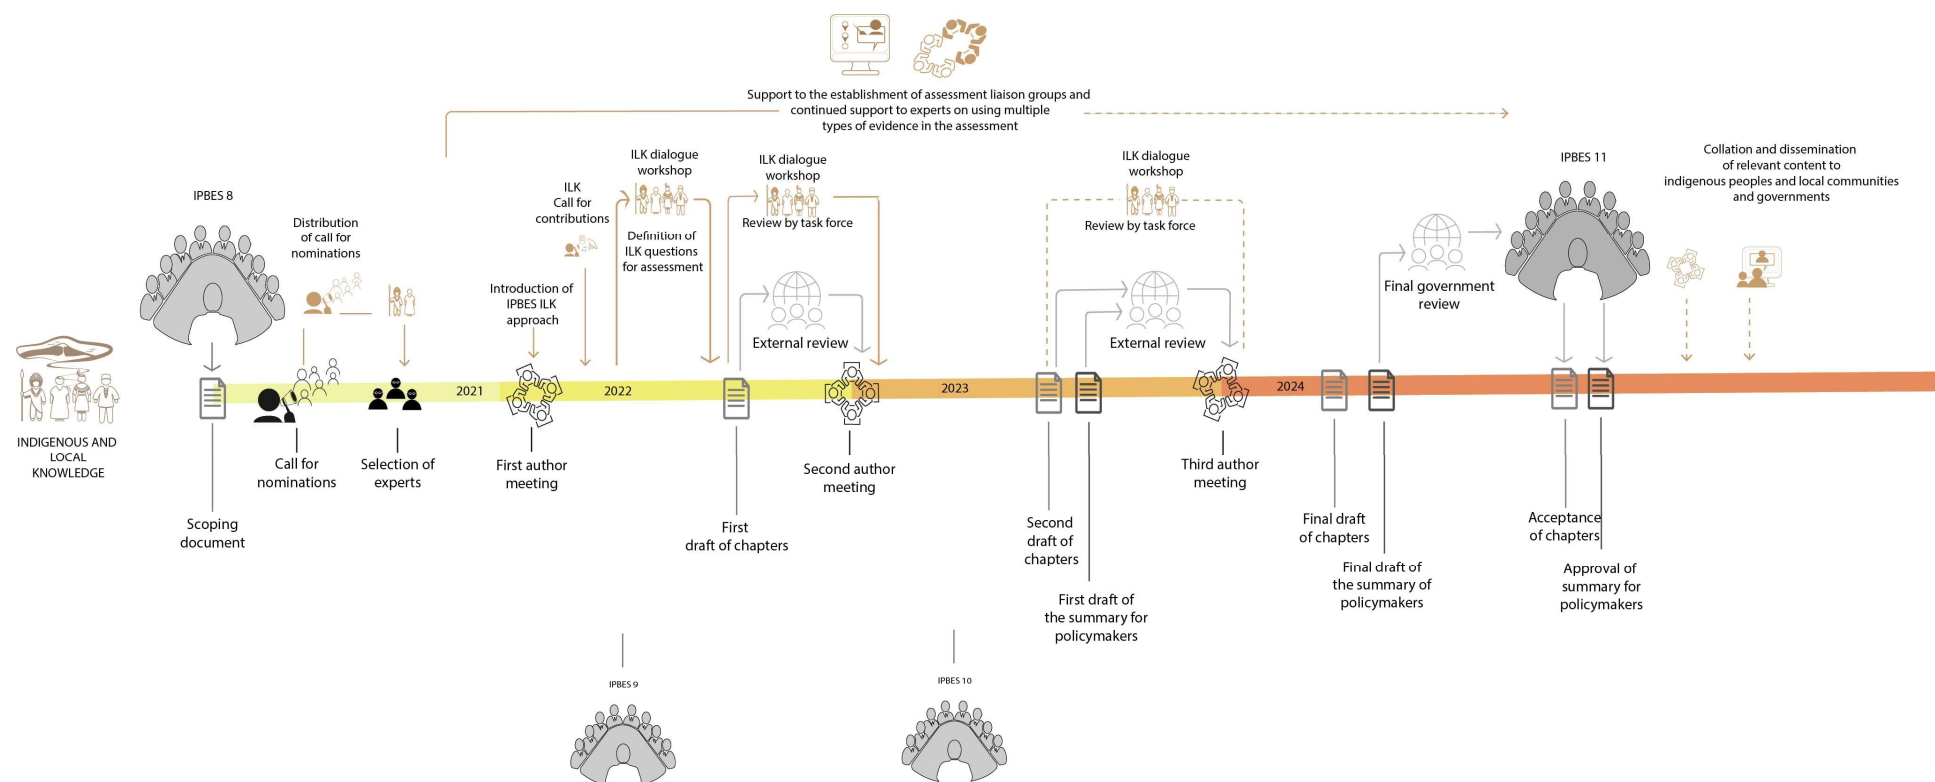 Support to the establishment of assessment liaison groups and
continued support to experts on using multiple
types of evidence in the assessment
IPBES 8
Distribution
of call for
nominations
ILK
Call for
contributions
Introduction of
IPBES ILK
approach
ILK dialogue
workshop
Definition of
ILK questions
for assessment
ILK dialogue
workshop
Review by task force
External review
ILK dialogue
workshop
Review by task force
External review
Final government
review
IPBES 11
Collation and dissemination
of relevant content to
indigenous peoples and local communities
and governments
INDIGENOUS AND
LOCAL
KNOWLEDGE
2021
2022
2023
2024
Scoping
document
Call for
nominations
Selection of
experts
First author
meeting
First
draft of chapters
Second author
meeting
Second
draft of
chapters
First draft of
the summary for
policymakers
Third author
meeting
Final draft
of chapters
Final draft of
the summary of
policymakers
Acceptance
of chapters
Approval of
summary for
policymakers
IPBES 9
IPBES 10